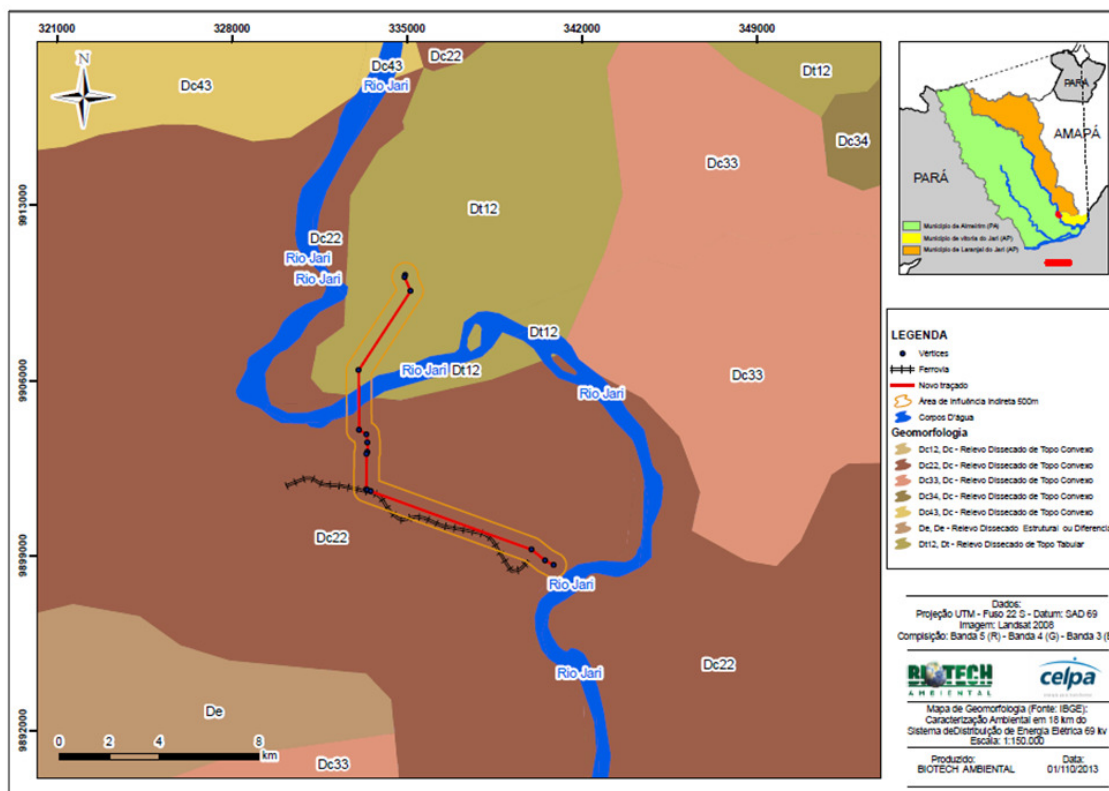 321000 328000 335000 342000 349000
N
Dc22
Dt12
Dc43
Dc43
Rio Jari
Dc34
Dc33
9913000
Dt12
Dc22
Rio Jari
Rio Jari
Dt12
9906000
Rio Jari Dt12
Rio Jari
Dc33
Dc22
9899000
Rio Jari
Dc22
Rio Jari
De
9892000
0 2 4 8
km
Dc33
PARÁ
AMAPÁ
PARÁ
Município de Almeirim (PA)
Município de vitoria do Jari (AP)
Município de Laranjal do Jari (AP)
LEGENDA
Vértices
Ferrovia
Novo traçado
Área de Influência Indireta 500m
Corpos D'água
Geomorfologia
Dc12, Dc - Relevo Dissecado de Topo Convexo
Dc22, Dc - Relevo Dissecado de Topo Convexo
Dc33, Dc - Relevo Dissecado de Topo Convexo
Dc34, Dc - Relevo Dissecado de Topo Convexo
Dc43, Dc - Relevo Dissecado de Topo Convexo
De, De - Relevo Dissecado Estrutural ou Diferencia
Dt12, Dt - Relevo Dissecado de Topo Tabular
Dados:
Projeção UTM - Fuso 22 S - Datum: SAD 69
Imagem: Landsat 2008
Compisição: Banda 5 (R) - Banda 4 (G) - Banda 3 (B
BIOTECH
AMBIENTAL
celpa
Mapa de Geomorfologia (Fonte: IBGE):
Caracterização Ambiental em 18 km do
Sistema deDistribuição de Energia Elétrica 69 kv
Escala: 1:150.000
Produzido:
BIOTECH AMBIENTAL
Data:
01/110/2013